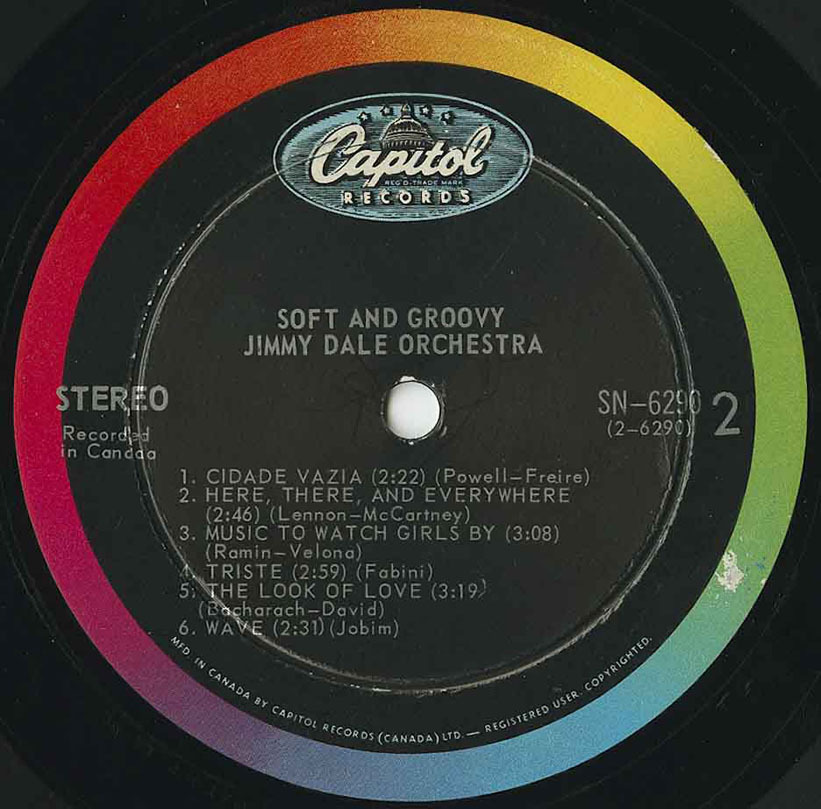 Capitol
REG'D. TRADE MARK
RECORDS
SOFT AND GROOVY
JIMMY DALE ORCHESTRA
STEREO
Recorded
in Canada
SN-6290
(2-6290)
2
1. CIDADE VAZIA (2:22) (Powell-Freire)
2. HERE, THERE, AND EVERYWHERE
(2:46) (Lennon-McCartney)
3. MUSIC TO WATCH GIRLS BY (3:08)
(Ramin-Velona)
4. TRISTE (2:59) (Fabini)
5. THE LOOK OF LOVE (3:19)
(Bacharach-David)
6. WAVE (2:31) (Jobim)
MFD. IN CANADA BY CAPITOL RECORDS (CANADA) LTD. — REGISTERED USER. COPYRIGHTED.